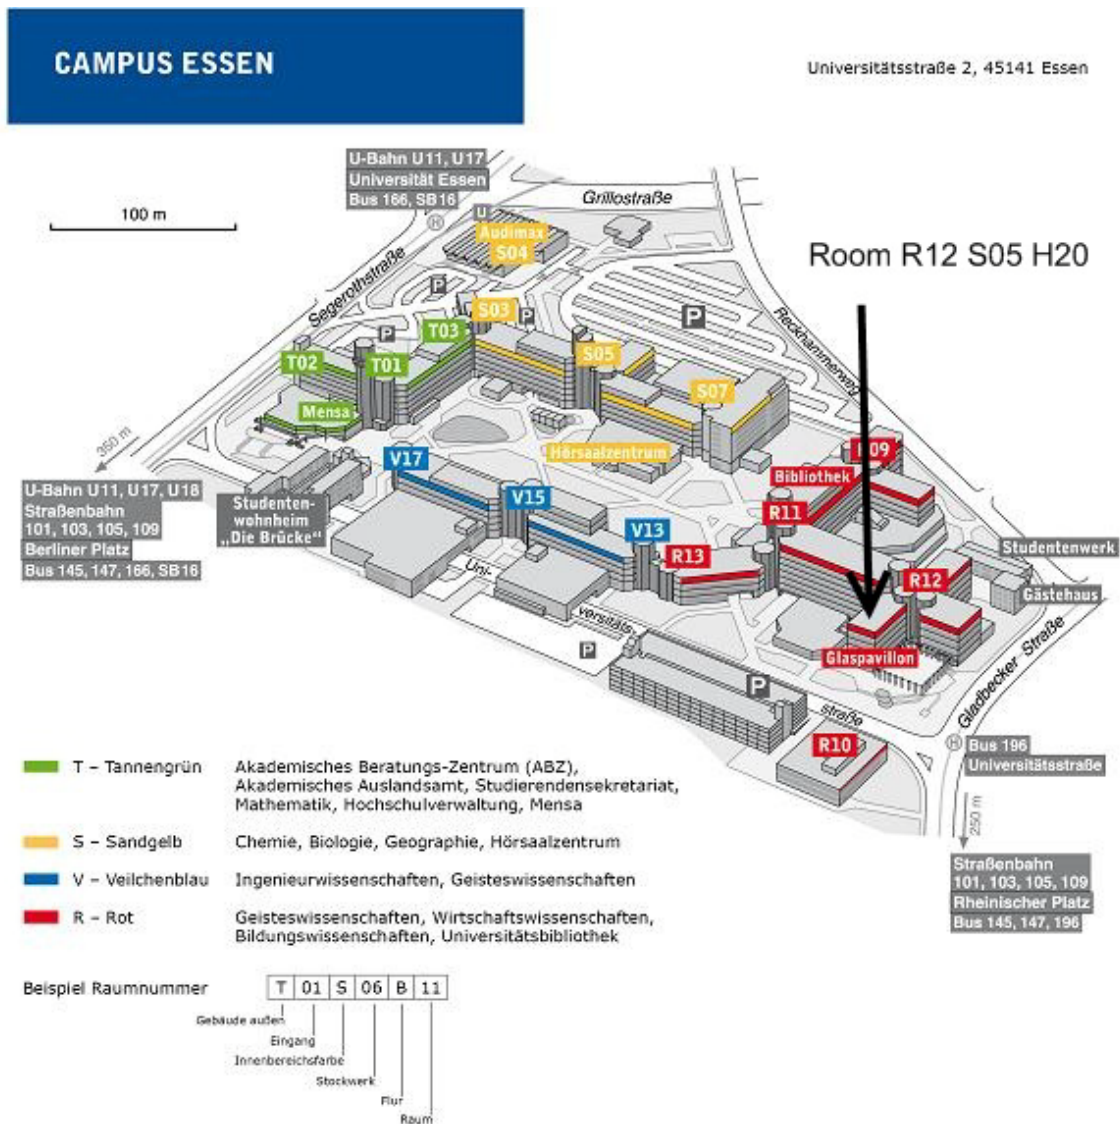 CAMPUS ESSEN
Universitätsstraße 2, 45141 Essen
U-Bahn U11, U17
Universität Essen
Bus 166, SB16
H
100 m
Grillostraße
U
Audimax
S04
Room R12 S05 H20
Segerothstraße
P
S03
P
P
P
Reckhammerweg
T03
S05
T02
T01
S07
Mensa
350 m
V17
Hörsaalzentrum
R09
Bibliothek
U-Bahn U11, U17, U18
Straßenbahn
101, 103, 105, 109
Berliner Platz
Bus 145, 147, 166, SB16
Studenten-
wohnheim
„Die Brücke“
V15
V13
R11
R13
Studentenwerk
R12
Gästehaus
Uni-
versitäts-
straße
P
P
Glaspavillon
Gladbecker Straße
R10
H
Bus 196
Universitätsstraße
250 m
Straßenbahn
101, 103, 105, 109
Rheinischer Platz
Bus 145, 147, 196
T – Tannengrün Akademisches Beratungs-Zentrum (ABZ),
Akademisches Auslandsamt, Studierendensekretariat,
Mathematik, Hochschulverwaltung, Mensa
S – Sandgelb Chemie, Biologie, Geographie, Hörsaalzentrum
V – Veilchenblau Ingenieurwissenschaften, Geisteswissenschaften
R – Rot Geisteswissenschaften, Wirtschaftswissenschaften,
Bildungswissenschaften, Universitätsbibliothek
Beispiel Raumnummer T 01 S 06 B 11
Gebäude außen
Eingang
Innenbereichsfarbe
Stockwerk
Flur
Raum